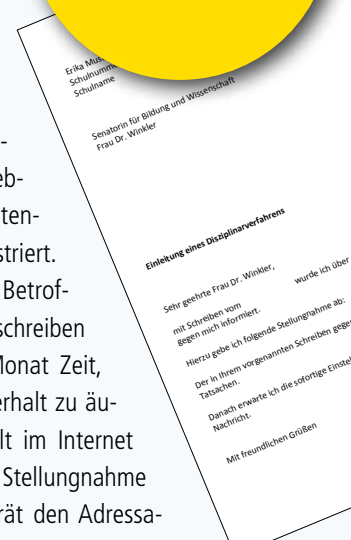 -
eb-
ten-
striert.
Betrof-
schreiben
Monat Zeit,
erhalt zu äu-
lt im Internet
Stellungnahme
rät den Adressa-
Erika Mus
Schulnumme
Schulname
Senatorin für Bildung und Wissenschaft
Frau Dr. Winkler
Einleitung eines Disziplinarverfahrens
Sehr geehrte Frau Dr. Winkler,
mit Schreiben vom wurde ich über
gegen mich informiert.
Hierzu gebe ich folgende Stellungnahme ab:
Der in Ihrem vorgenannten Schreiben gege
Tatsachen.
Danach erwarte ich die sofortige Einstel
Nachricht.
Mit freundlichen Grüßen